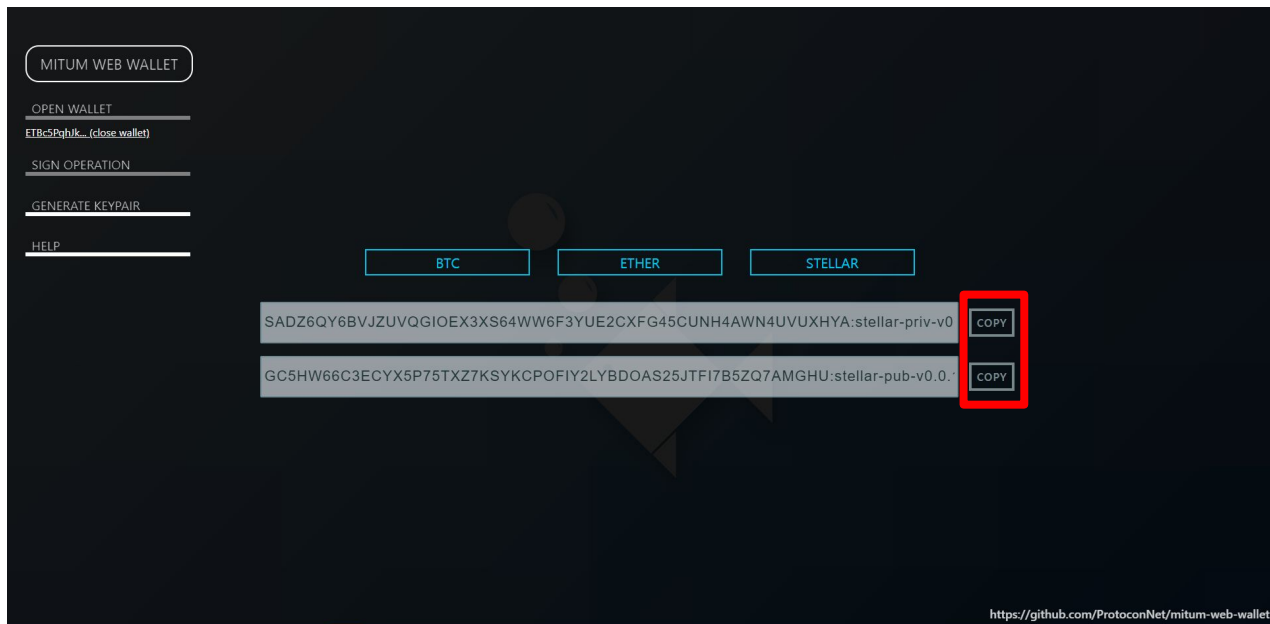 MITUM WEB WALLET
OPEN WALLET
ETBc5PqhJk... (close wallet)
SIGN OPERATION
GENERATE KEYPAIR
HELP
BTC ETHER STELLAR
SADZ6QY6BVJZUVQGIOEX3XS64WW6F3YUE2CXFG45CUNH4AWN4UVUXHYA:stellar-priv-v0 COPY
GC5HW66C3ECYX5P75TXZ7KSYKCPOFIY2LYBDOAS25JTFI7B5ZQ7AMGHU:stellar-pub-v0.0. COPY
https://github.com/ProtoconNet/mitum-web-wallet